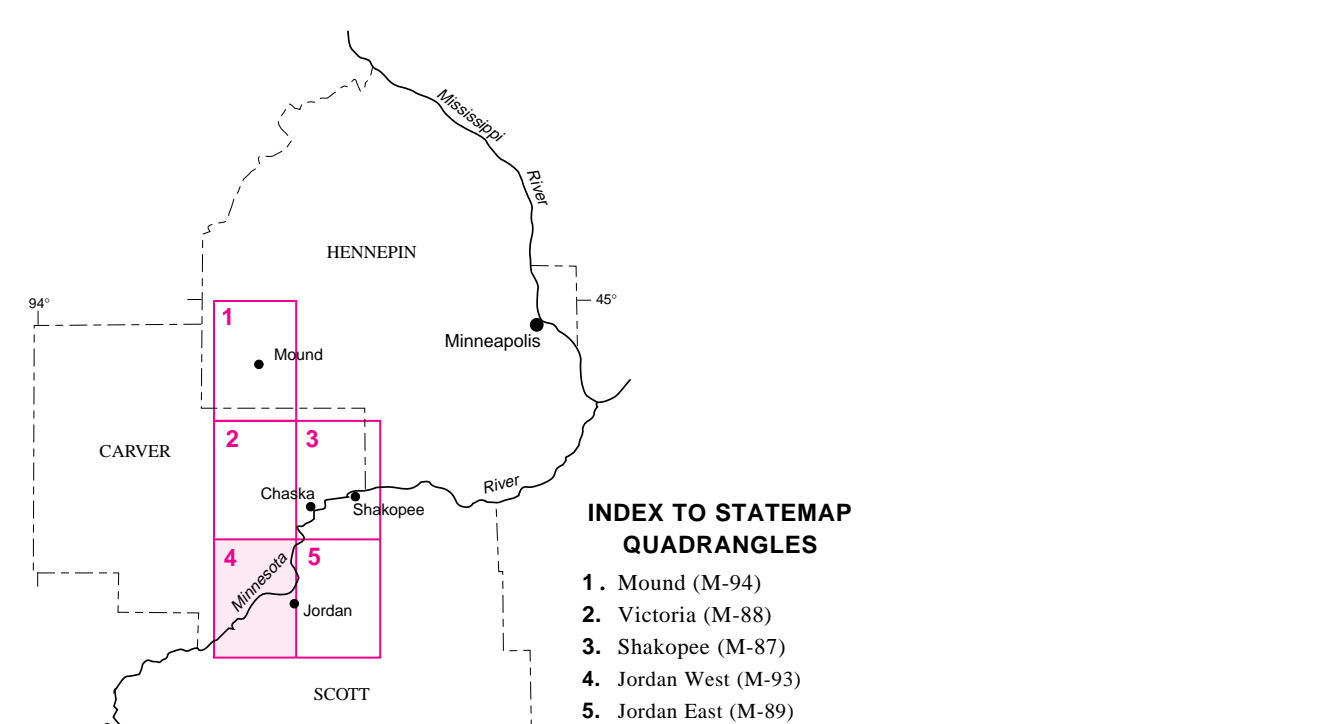 Mississippi
River
HENNEPIN
94°
45°
1
Mound
Minneapolis
CARVER
2
3
Chaska
Shakopee
River
4
5
Minnesota
Jordan
SCOTT
INDEX TO STATEMAP
QUADRANGLES
1. Mound (M-94)
2. Victoria (M-88)
3. Shakopee (M-87)
4. Jordan West (M-93)
5. Jordan East (M-89)